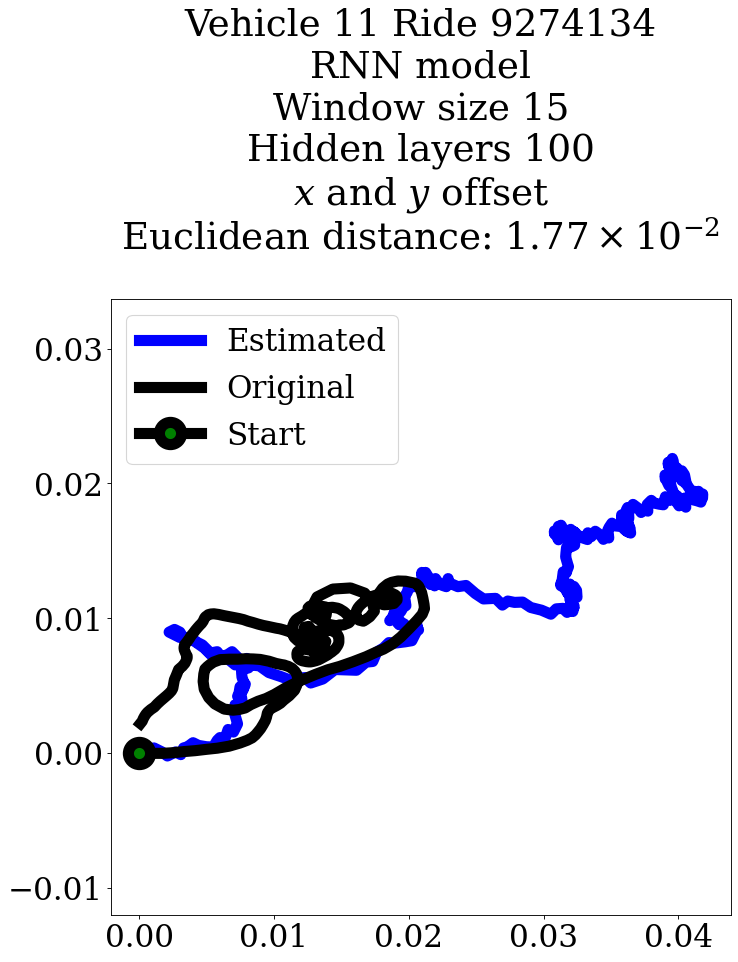 Vehicle 11 Ride 9274134
RNN model
Window size 15
Hidden layers 100
x and y offset
Euclidean distance: 1.77 × 10⁻²
Estimated
Original
Start
0.03
0.02
0.01
0.00
−0.01
0.00 0.01 0.02 0.03 0.04